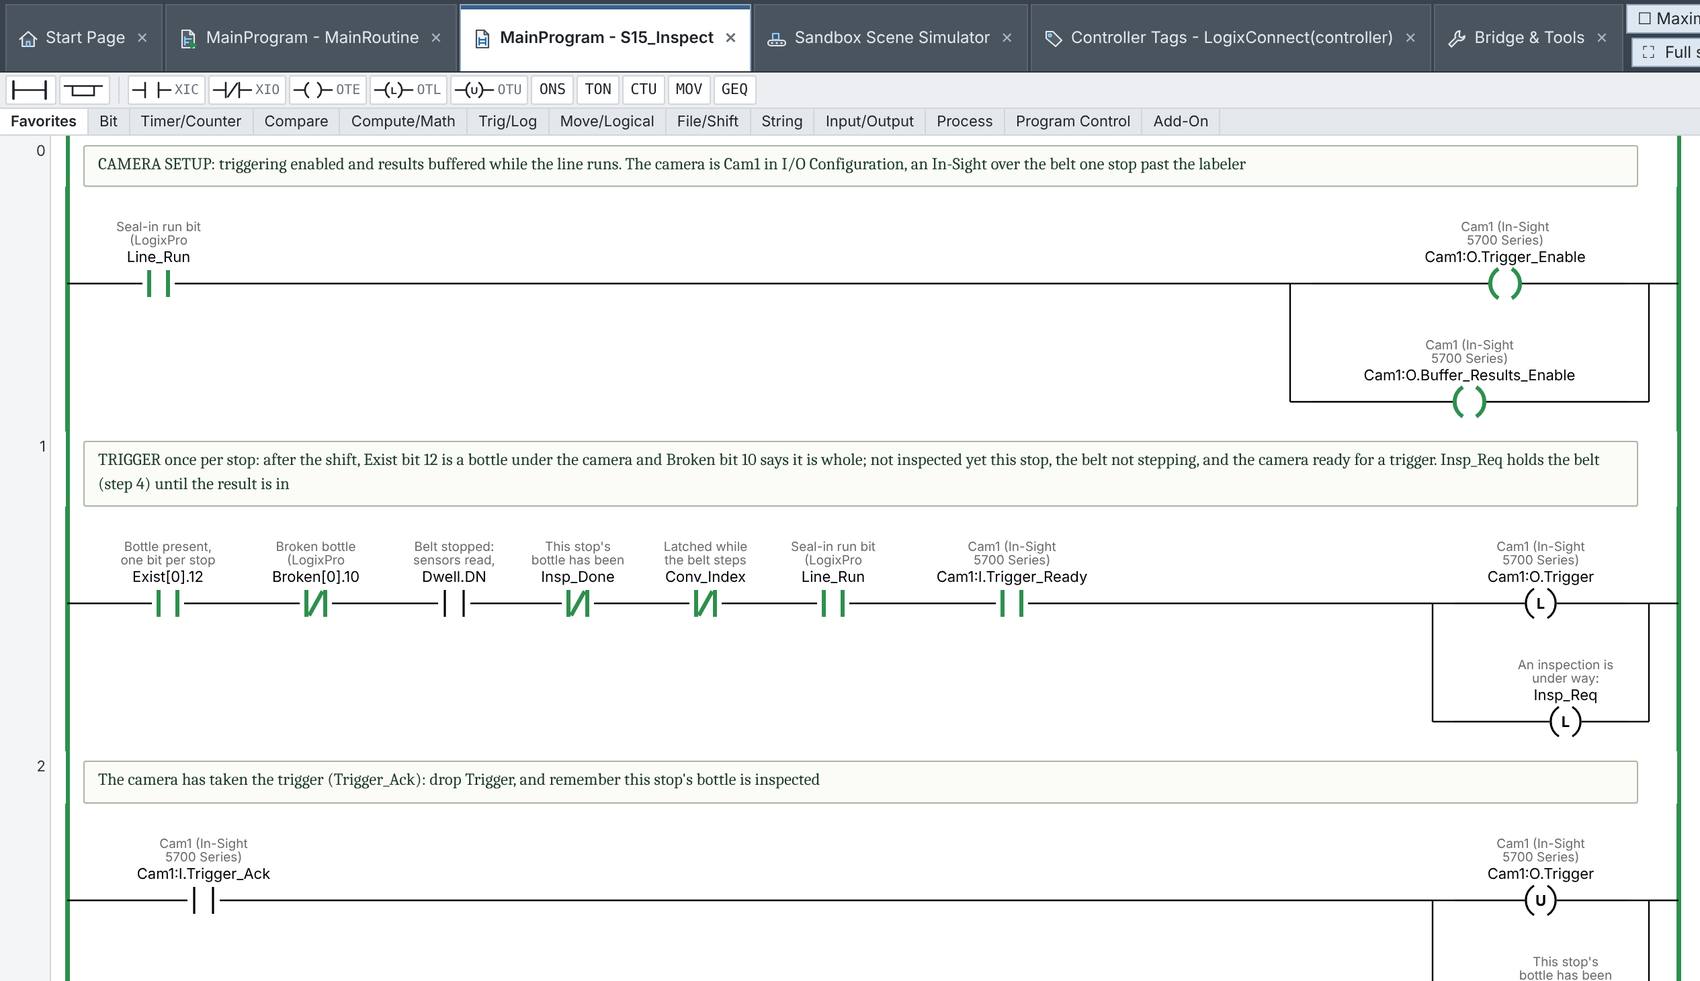 Start Page ×
MainProgram - MainRoutine ×
MainProgram - S15_Inspect ×
Sandbox Scene Simulator ×
Controller Tags - LogixConnect(controller) ×
Bridge & Tools ×
Maxim
Full s
XIC
XIO
OTE
L OTL
U OTU
ONS
TON
CTU
MOV
GEQ
Favorites
Bit
Timer/Counter
Compare
Compute/Math
Trig/Log
Move/Logical
File/Shift
String
Input/Output
Process
Program Control
Add-On
0
CAMERA SETUP: triggering enabled and results buffered while the line runs. The camera is Cam1 in I/O Configuration, an In-Sight over the belt one stop past the labeler
Seal-in run bit
(LogixPro
Line_Run
Cam1 (In-Sight
5700 Series)
Cam1:O.Trigger_Enable
Cam1 (In-Sight
5700 Series)
Cam1:O.Buffer_Results_Enable
1
TRIGGER once per stop: after the shift, Exist bit 12 is a bottle under the camera and Broken bit 10 says it is whole; not inspected yet this stop, the belt not stepping, and the camera ready for a trigger. Insp_Req holds the belt
(step 4) until the result is in
Bottle present,
one bit per stop
Exist[0].12
Broken bottle
(LogixPro
Broken[0].10
Belt stopped:
sensors read,
Dwell.DN
This stop's
bottle has been
Insp_Done
Latched while
the belt steps
Conv_Index
Seal-in run bit
(LogixPro
Line_Run
Cam1 (In-Sight
5700 Series)
Cam1:I.Trigger_Ready
Cam1 (In-Sight
5700 Series)
Cam1:O.Trigger
L
An inspection is
under way:
Insp_Req
L
2
The camera has taken the trigger (Trigger_Ack): drop Trigger, and remember this stop's bottle is inspected
Cam1 (In-Sight
5700 Series)
Cam1:I.Trigger_Ack
Cam1 (In-Sight
5700 Series)
Cam1:O.Trigger
U
This stop's
bottle has been